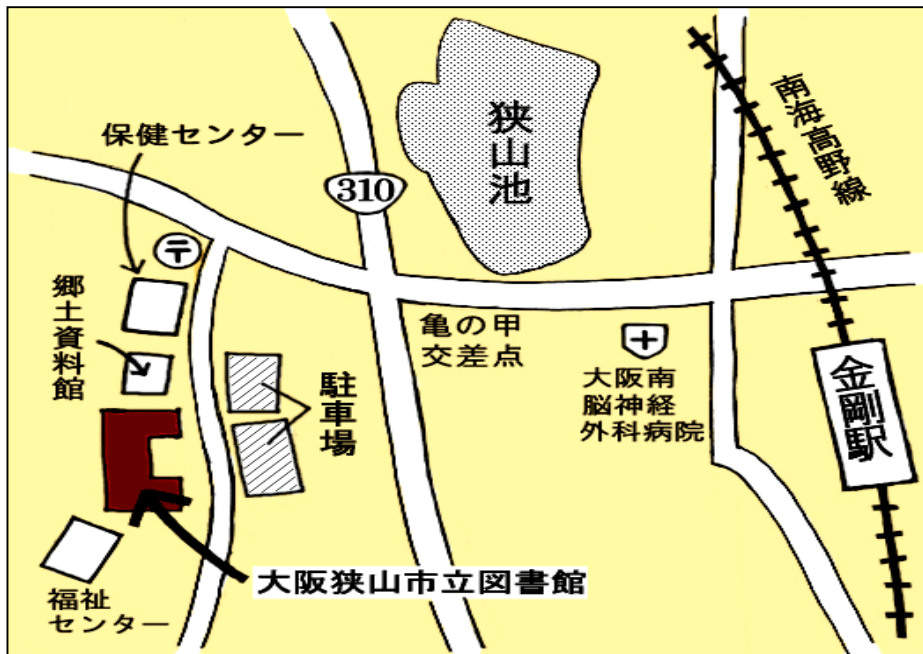 保健センター
〒
郷土資料館
310
狭山池
南海高野線
亀の甲
交差点
大阪南
脳神経
外科病院
金剛駅
駐車場
大阪狭山市立図書館
福祉
センター